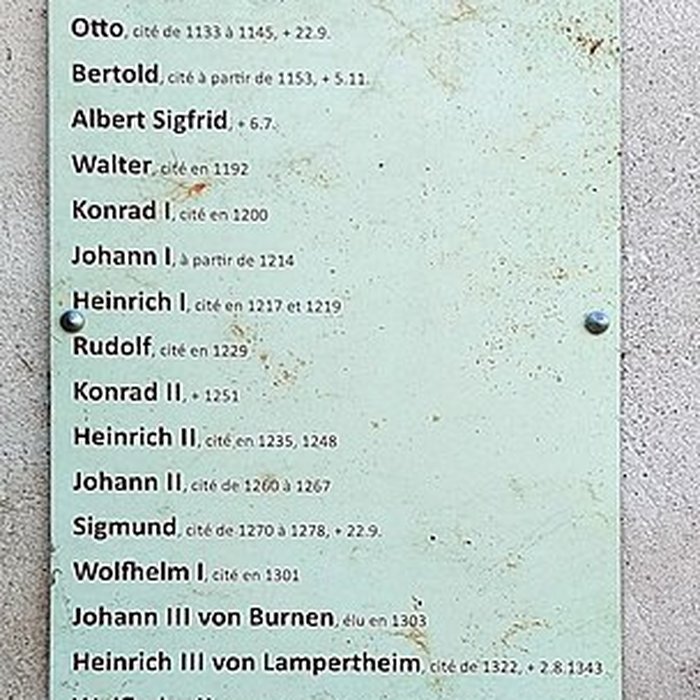 Otto, cité de 1133 à 1145, + 22.9.
Bertold, cité à partir de 1153, + 5.11.
Albert Sigfrid, + 6.7.
Walter, cité en 1192
Konrad I, cité en 1200
Johann I, à partir de 1214
Heinrich I, cité en 1217 et 1219
Rudolf, cité en 1229
Konrad II, + 1251
Heinrich II, cité en 1235, 1248
Johann II, cité de 1260 à 1267
Sigmund, cité de 1270 à 1278, + 22.9.
Wolfhelm I, cité en 1301
Johann III von Burnen, élu en 1303
Heinrich III von Lampertheim, cité de 1322, + 2.8.1343